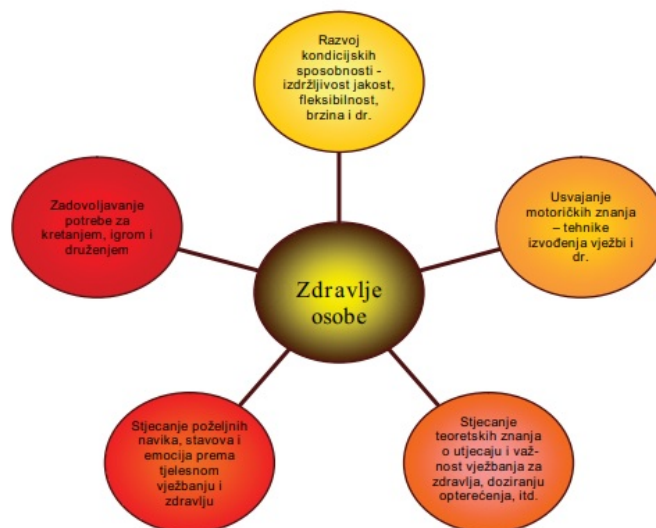 Razvoj
kondicijskih
sposobnosti -
izdržljivost jakost,
fleksibilnost,
brzina i dr.
Zadovoljavanje
potrebe za
kretanjem, igrom i
druženjem
Usvajanje
motoričkih znanja
– tehnike
izvođenja vježbi i
dr.
Zdravlje
osobe
Stjecanje poželjnih
navika, stavova i
emocija prema
tjelesnom
vježbanju i
zdravlju
Stjecanje
teoretskih znanja
o utjecaju i važ-
nost vježbanja za
zdravlja, doziranju
opterećenja, itd.